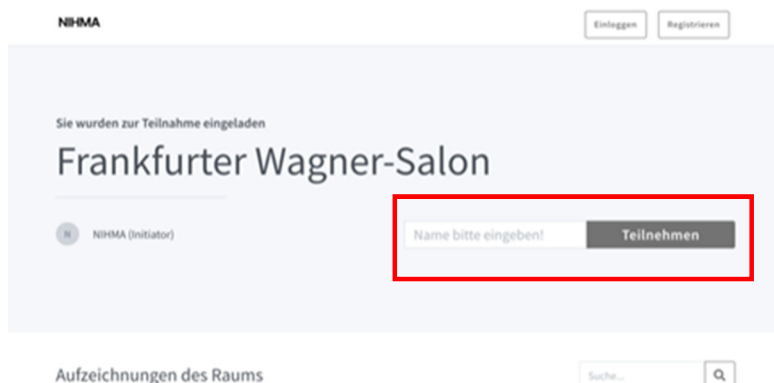 NIHMA
Einloggen
Registrieren
Sie wurden zur Teilnahme eingeladen
Frankfurter Wagner-Salon
N
NIHMA (Initiator)
Name bitte eingeben!
Teilnehmen
Aufzeichnungen des Raums
Suche...